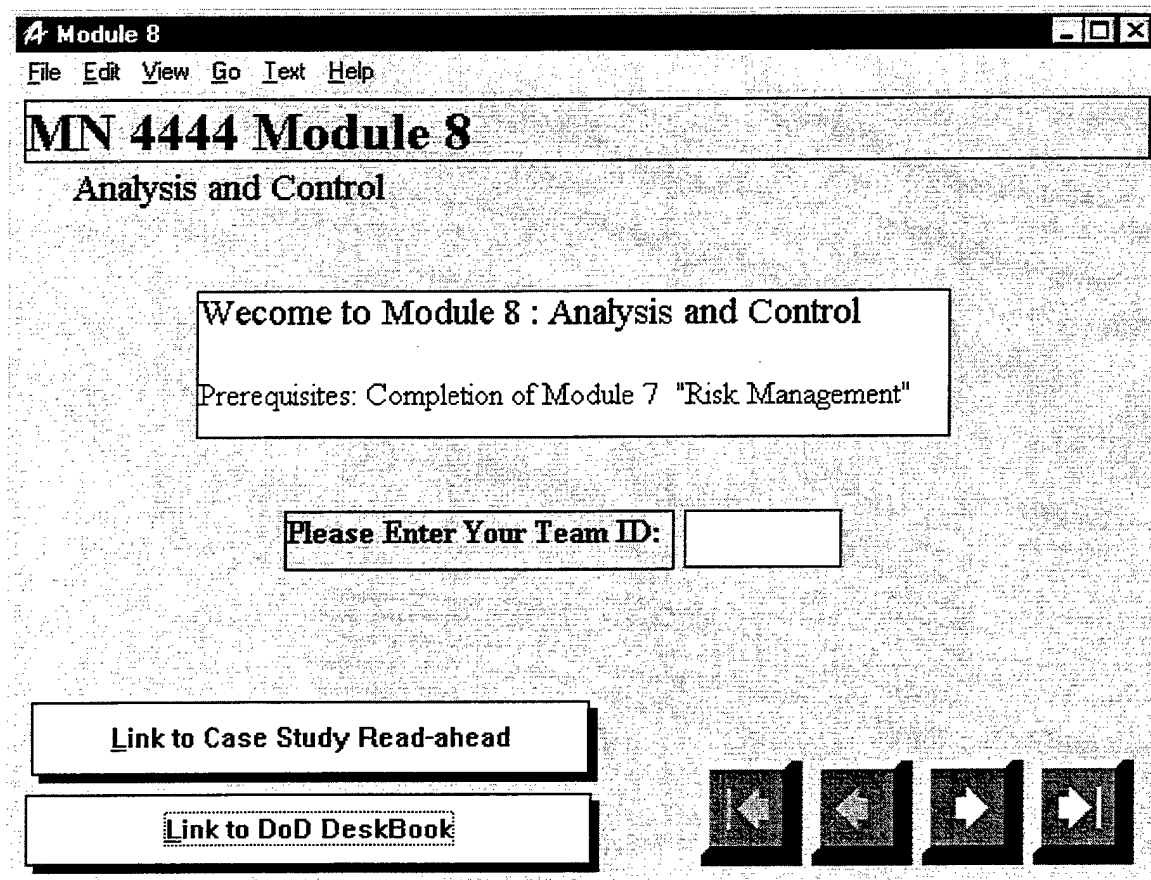 Module 8
File Edit View Go Text Help
MN 4444 Module 8
Analysis and Control
Wecome to Module 8 : Analysis and Control
Prerequisites: Completion of Module 7 "Risk Management"
Please Enter Your Team ID:
Link to Case Study Read-ahead
Link to DoD DeskBook